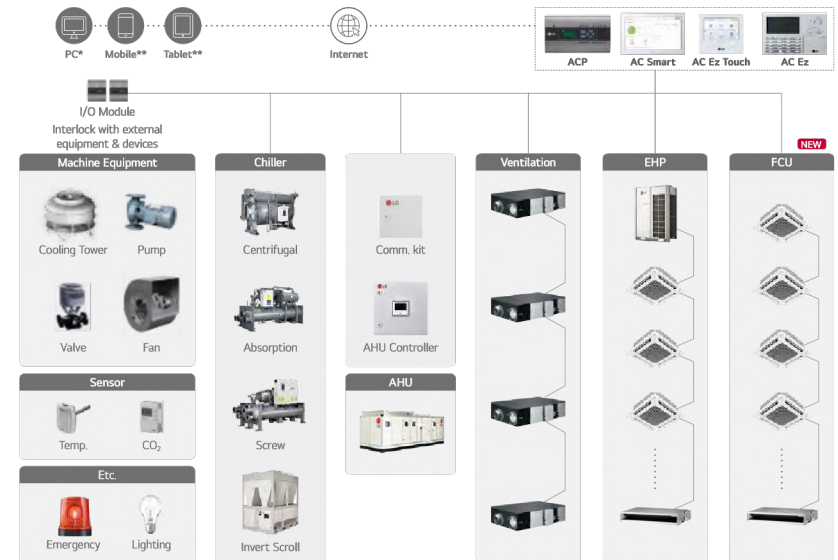 PC*
Mobile**
Tablet**
Internet
ACP
AC Smart
AC Ez Touch
AC Ez
I/O Module
Interlock with external
equipment & devices
NEW
Machine Equipment
Cooling Tower
Pump
Valve
Fan
Sensor
Temp.
CO₂
Etc.
Emergency
Lighting
Chiller
Centrifugal
Absorption
Screw
Invert Scroll
LG
Comm. kit
LG
AHU Controller
AHU
Ventilation
EHP
FCU